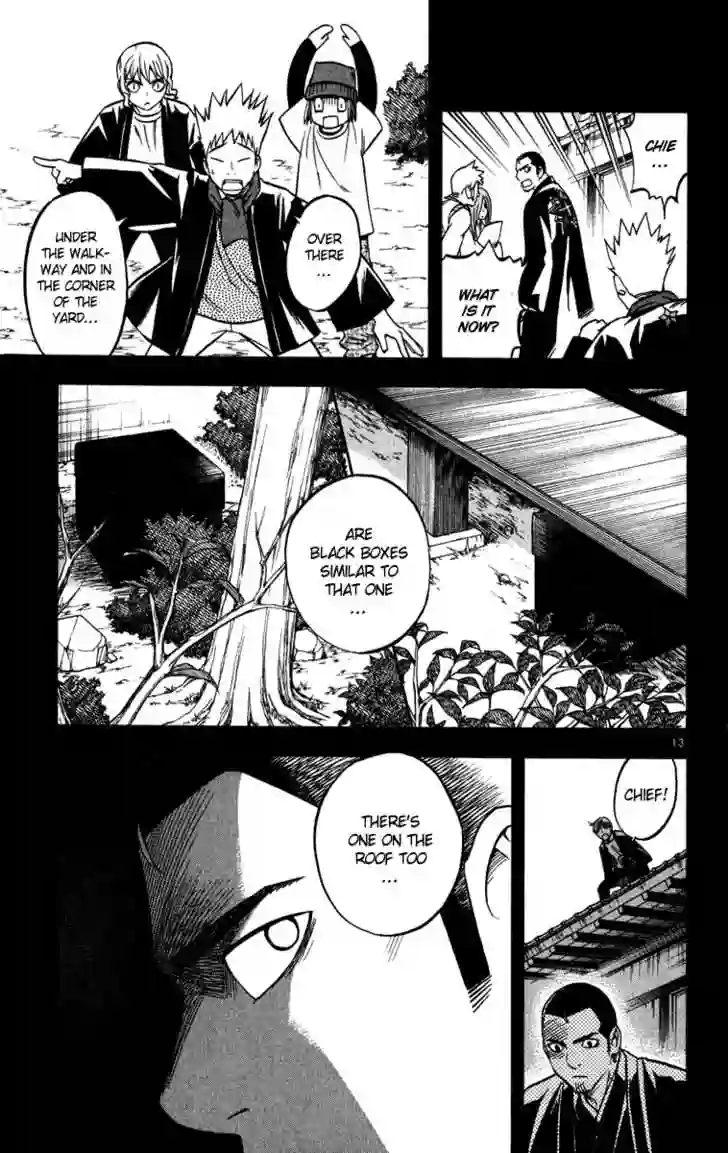 CHIE
...
WHAT
IS IT
NOW?
OVER
THERE
...
UNDER
THE WALK-
WAY AND IN
THE CORNER
OF THE
YARD...
ARE
BLACK BOXES
SIMILAR TO
THAT ONE
...
13
CHIEF!
THERE'S
ONE ON THE
ROOF TOO
...